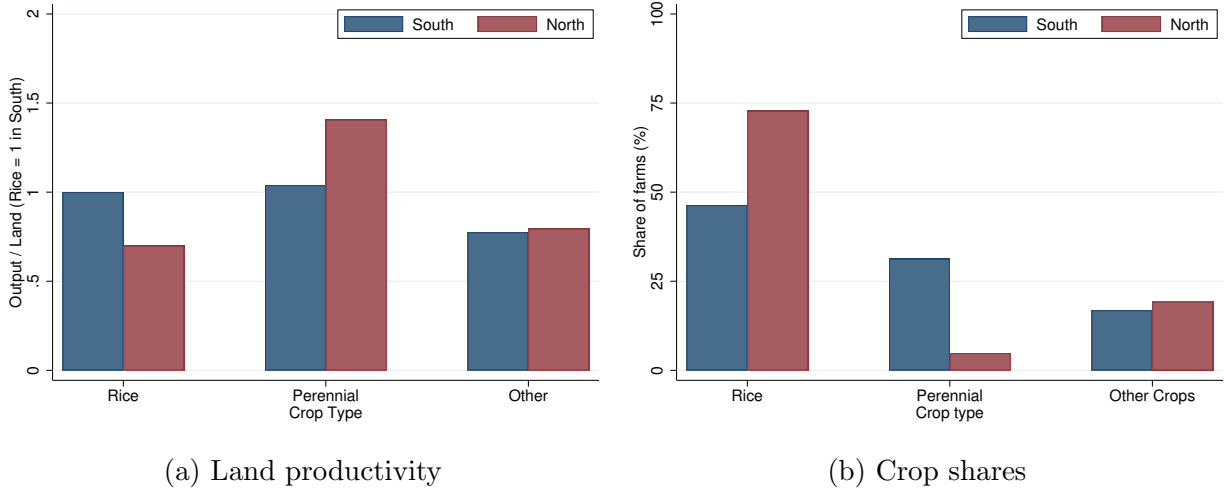 South North
Output / Land (Rice = 1 in South)
2
1.5
1
.5
0
Rice Perennial Other
Crop Type
(a) Land productivity
South North
Share of farms (%)
100
75
50
25
0
Rice Perennial Other Crops
Crop type
(b) Crop shares